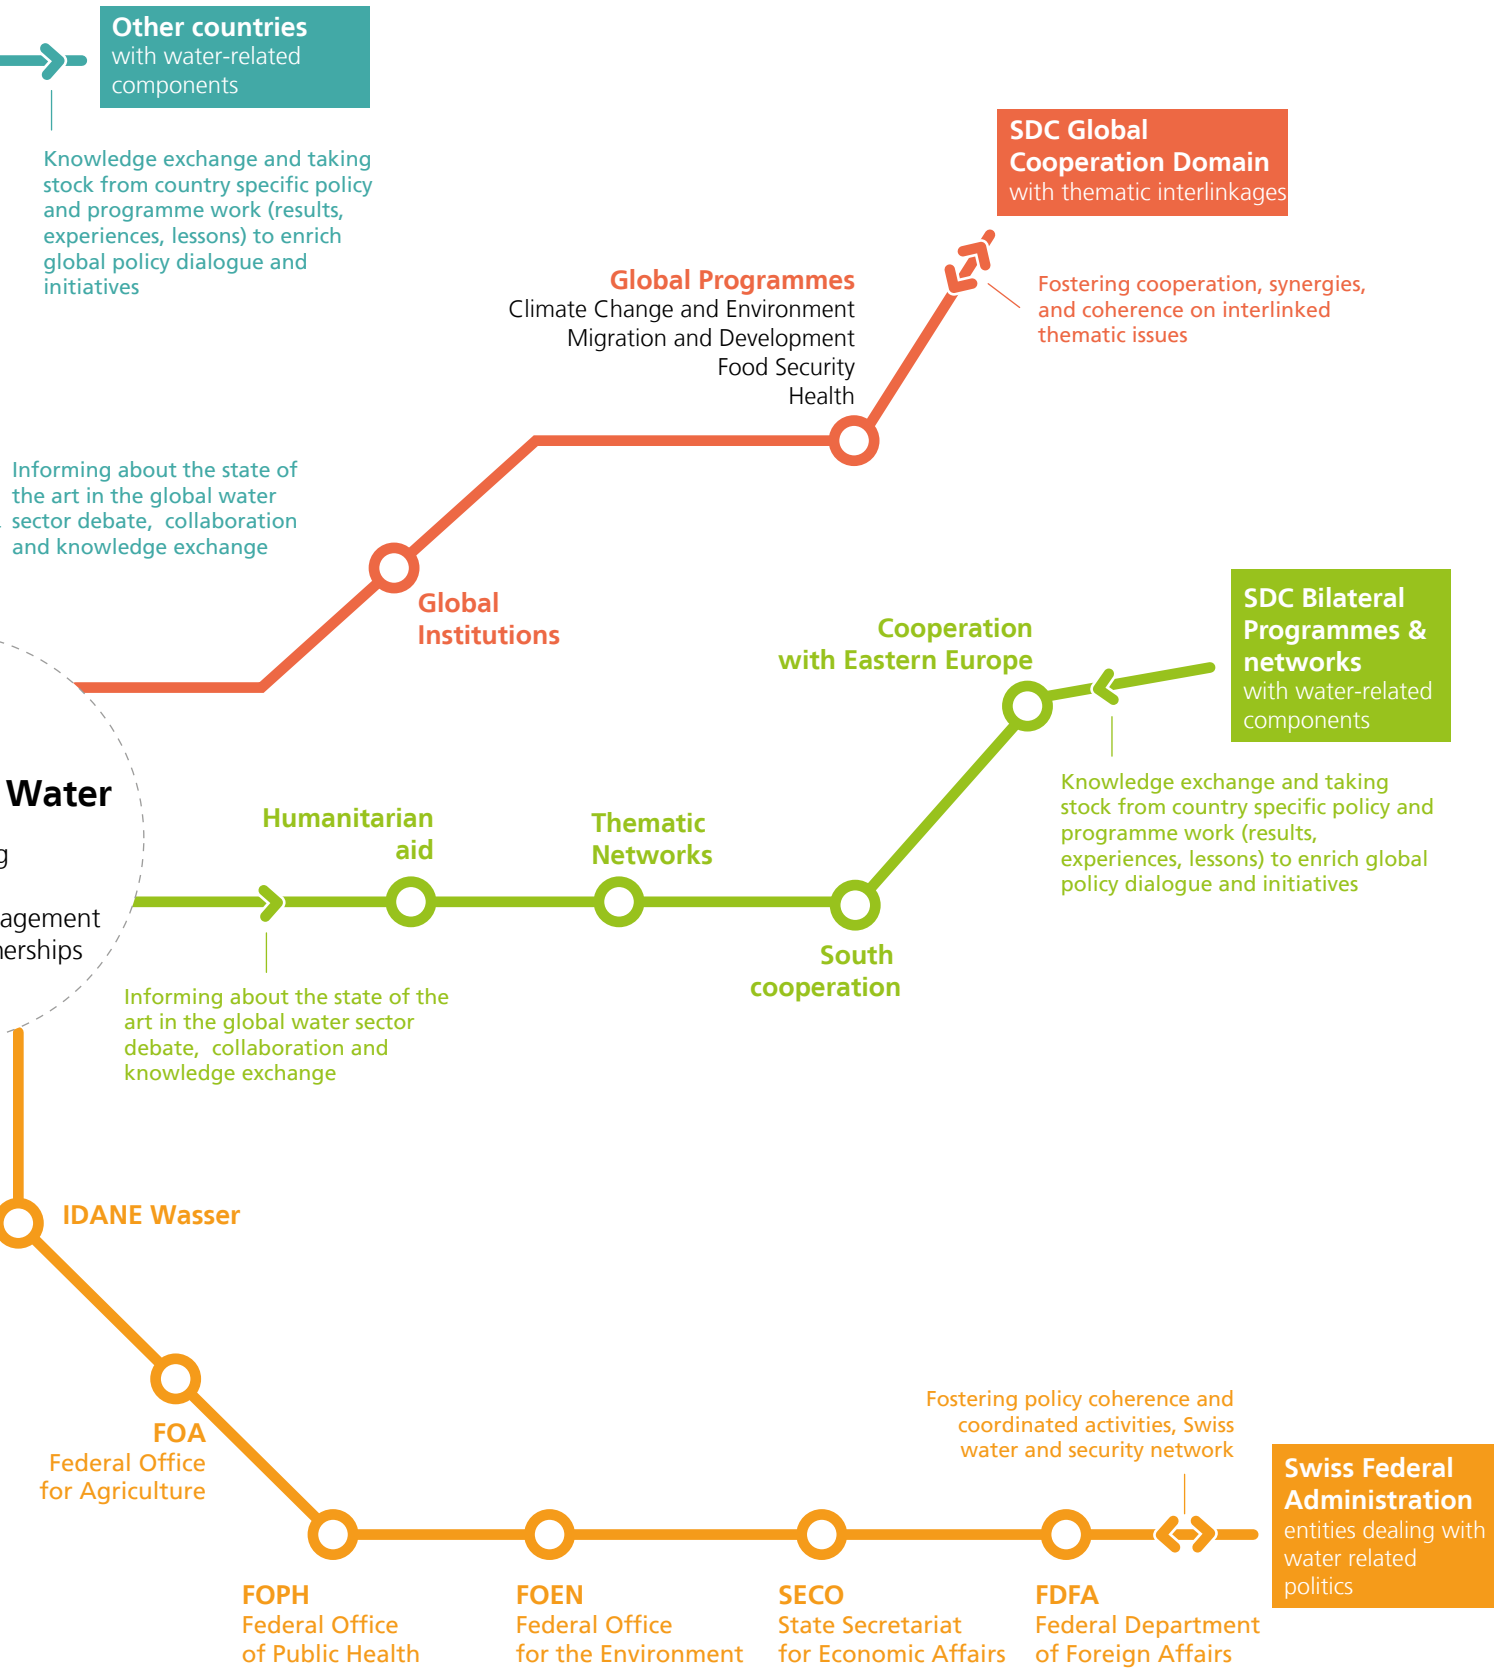 Other countries
with water-related
components
Knowledge exchange and taking
stock from country specific policy
and programme work (results,
experiences, lessons) to enrich
global policy dialogue and
initiatives
SDC Global
Cooperation Domain
with thematic interlinkages
Fostering cooperation, synergies,
and coherence on interlinked
thematic issues
Global Programmes
Climate Change and Environment
Migration and Development
Food Security
Health
Informing about the state of
the art in the global water
sector debate, collaboration
and knowledge exchange
Global
Institutions
SDC Bilateral
Programmes &
networks
with water-related
components
Cooperation
with Eastern Europe
Knowledge exchange and taking
stock from country specific policy and
programme work (results,
experiences, lessons) to enrich global
policy dialogue and initiatives
Water
Humanitarian
aid
Thematic
Networks
South
cooperation
Informing about the state of the
art in the global water sector
debate, collaboration and
knowledge exchange
IDANE Wasser
FOA
Federal Office
for Agriculture
Fostering policy coherence and
coordinated activities, Swiss
water and security network
Swiss Federal
Administration
entities dealing with
water related
politics
FOPH
Federal Office
of Public Health
FOEN
Federal Office
for the Environment
SECO
State Secretariat
for Economic Affairs
FDFA
Federal Department
of Foreign Affairs